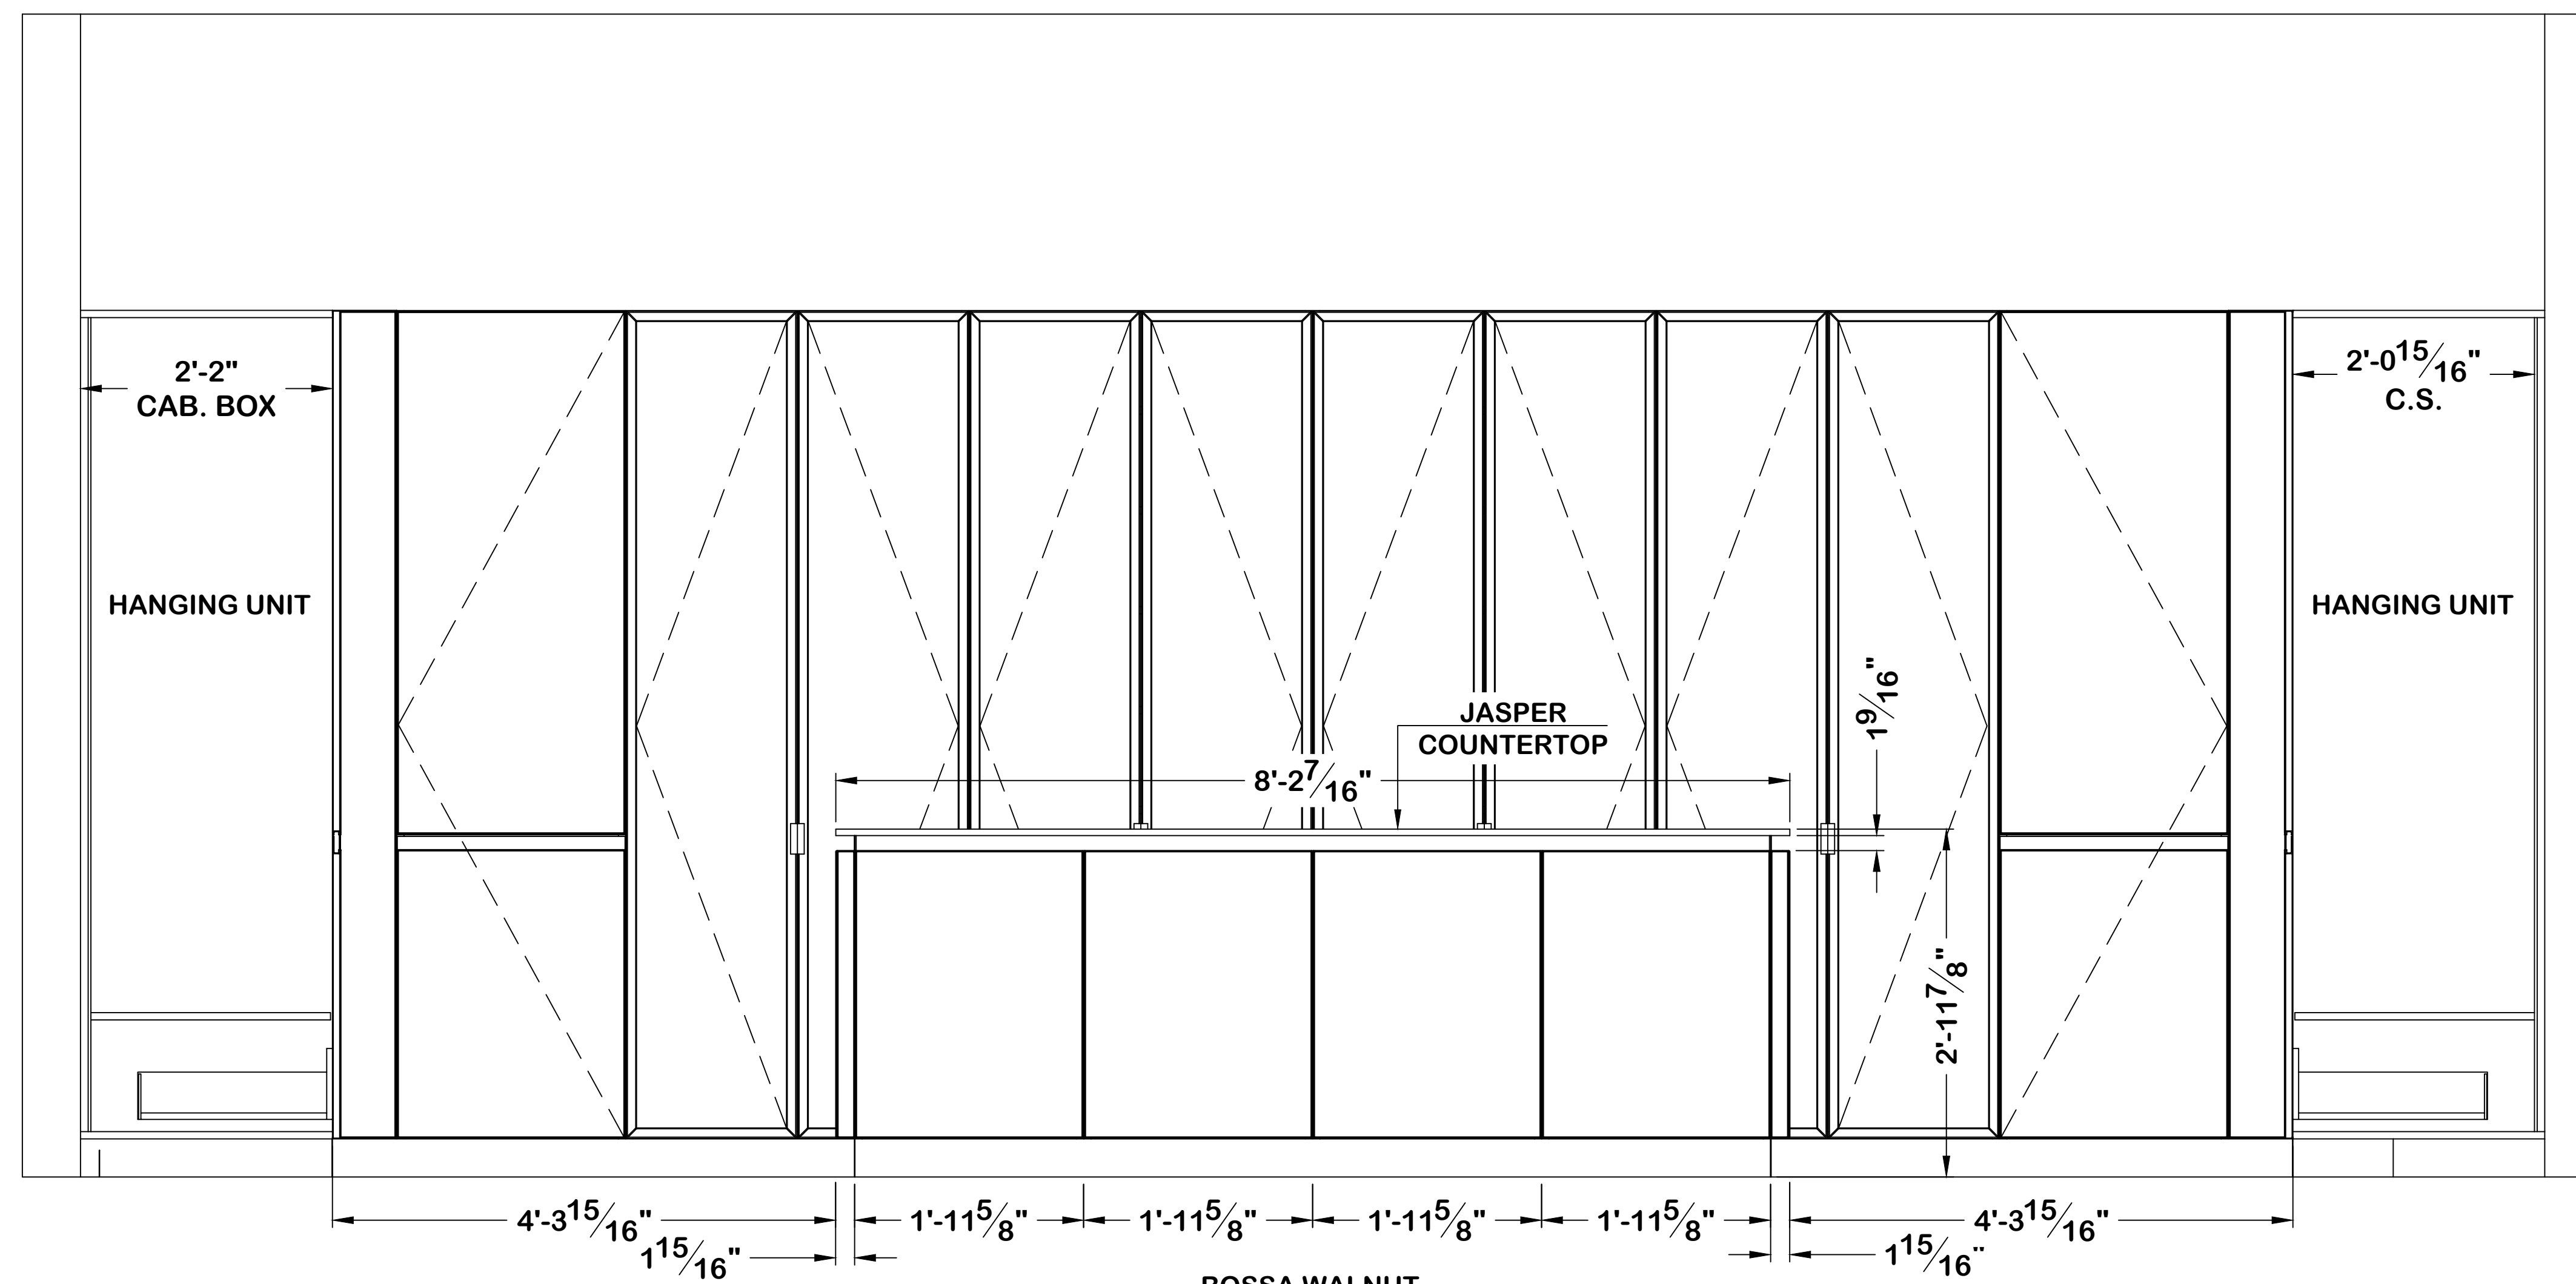 2'-2"
CAB. BOX
2'-0 15/16"
C.S.
HANGING UNIT
HANGING UNIT
1 9/16"
JASPER
COUNTERTOP
8'-2 7/16"
2'-11 7/8"
4'-3 15/16"
1'-11 5/8"
1'-11 5/8"
1'-11 5/8"
1'-11 5/8"
4'-3 15/16"
1 15/16"
1 15/16"
BOSSA WALNUT